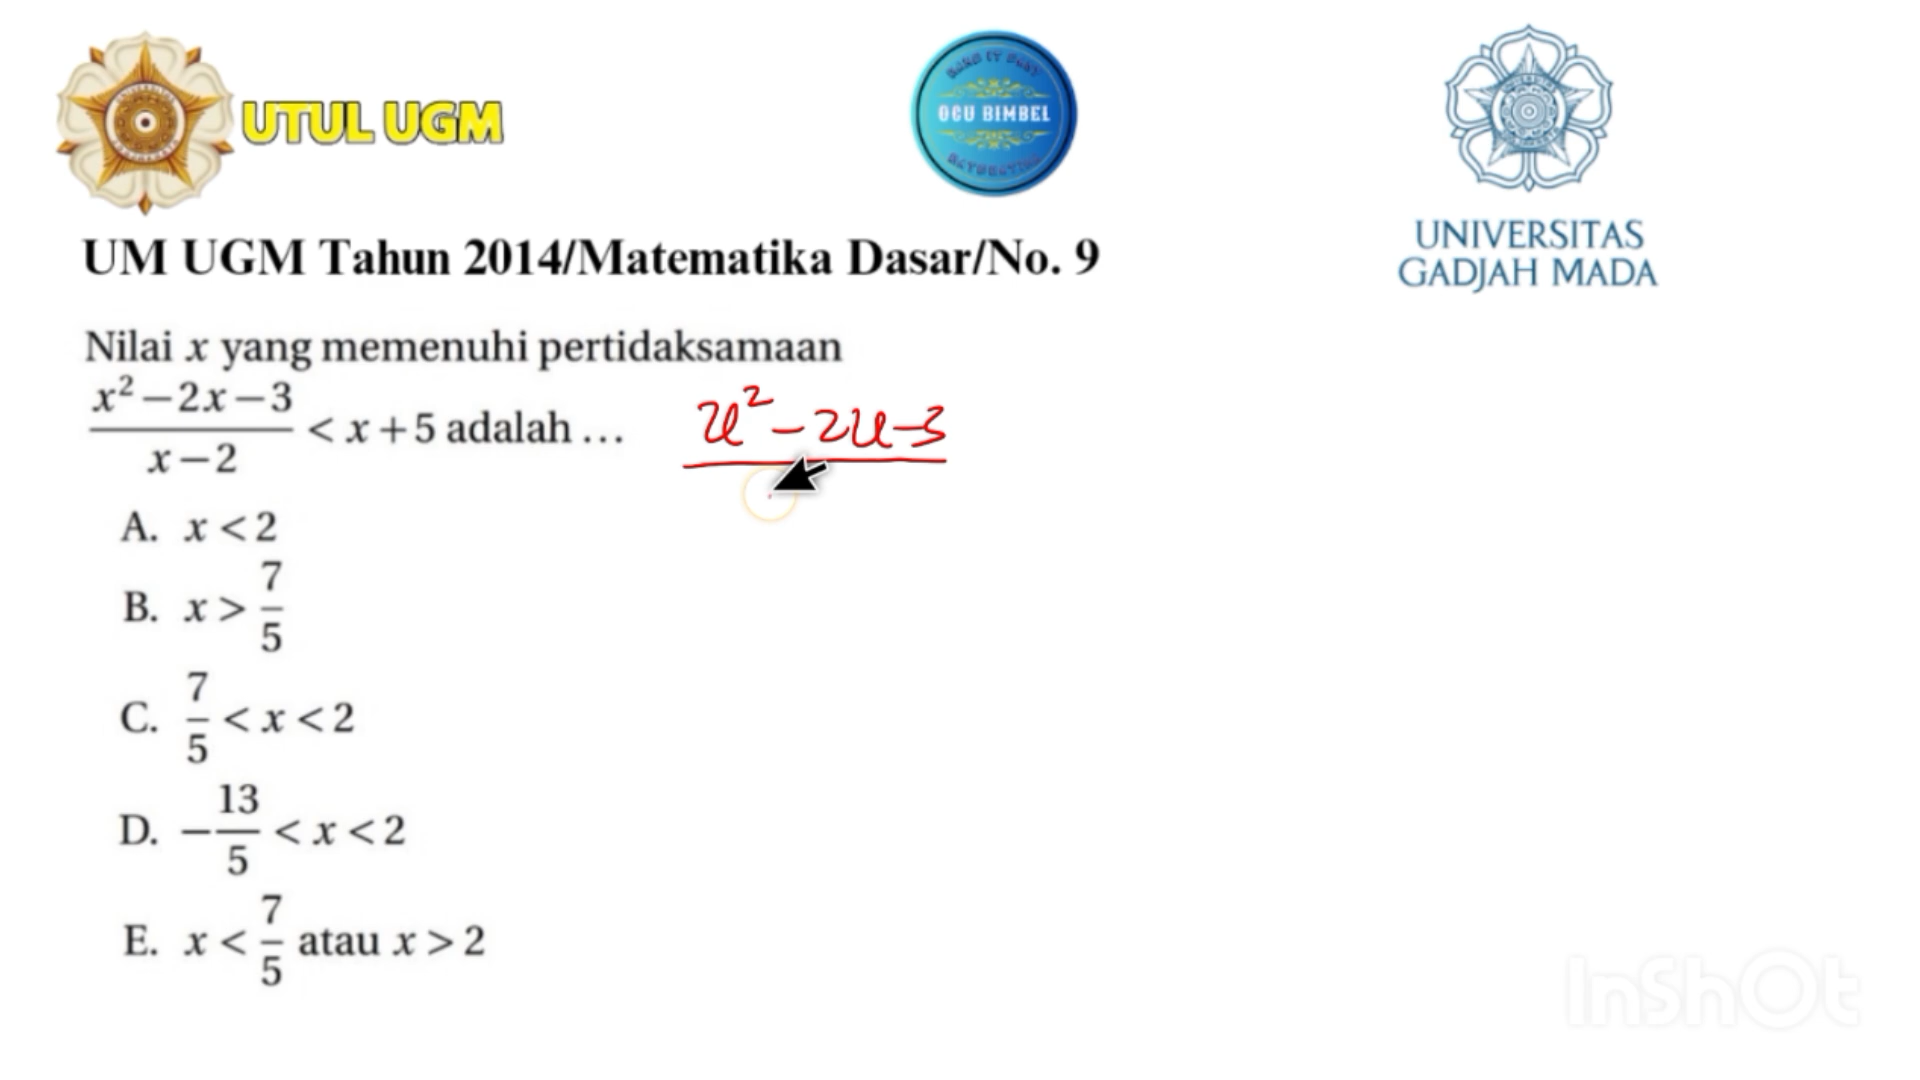 UTUL UGM
OGU BIMBEL
UNIVERSITAS
GADJAH MADA
UM UGM Tahun 2014/Matematika Dasar/No. 9
Nilai x yang memenuhi pertidaksamaan
x² − 2x − 3 / x − 2 < x + 5 adalah ...
x² − 2x − 3
A. x < 2
B. x > 7/5
C. 7/5 < x < 2
D. −13/5 < x < 2
E. x < 7/5 atau x > 2
InShOt